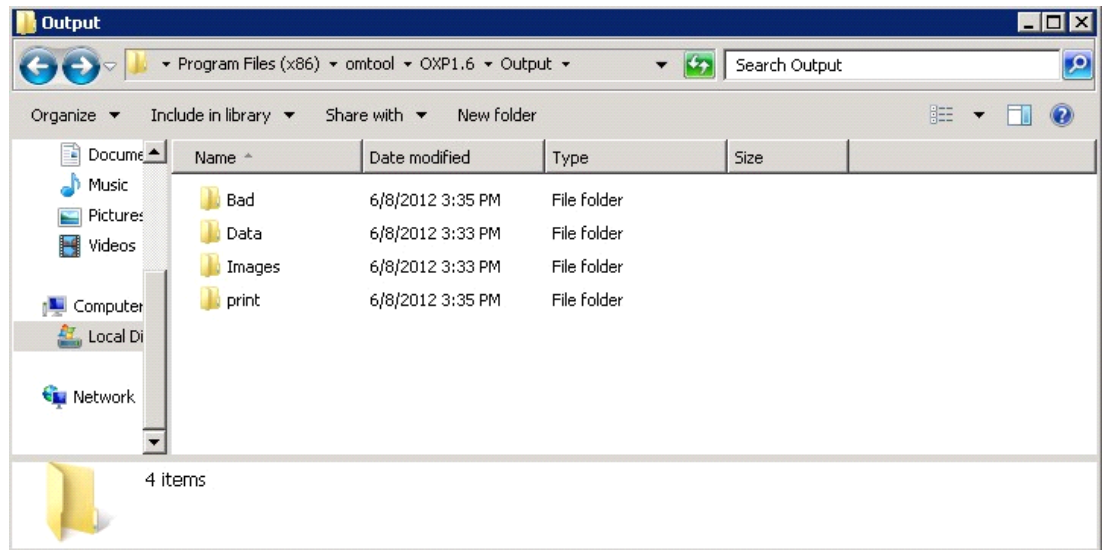 Output
Program Files (x86) omtool OXP1.6 Output
Search Output
Organize Include in library Share with New folder
Name Date modified Type Size
Docume
Music
Pictures
Videos
Computer
Local Di
Network
Bad 6/8/2012 3:35 PM File folder
Data 6/8/2012 3:33 PM File folder
Images 6/8/2012 3:33 PM File folder
print 6/8/2012 3:35 PM File folder
4 items